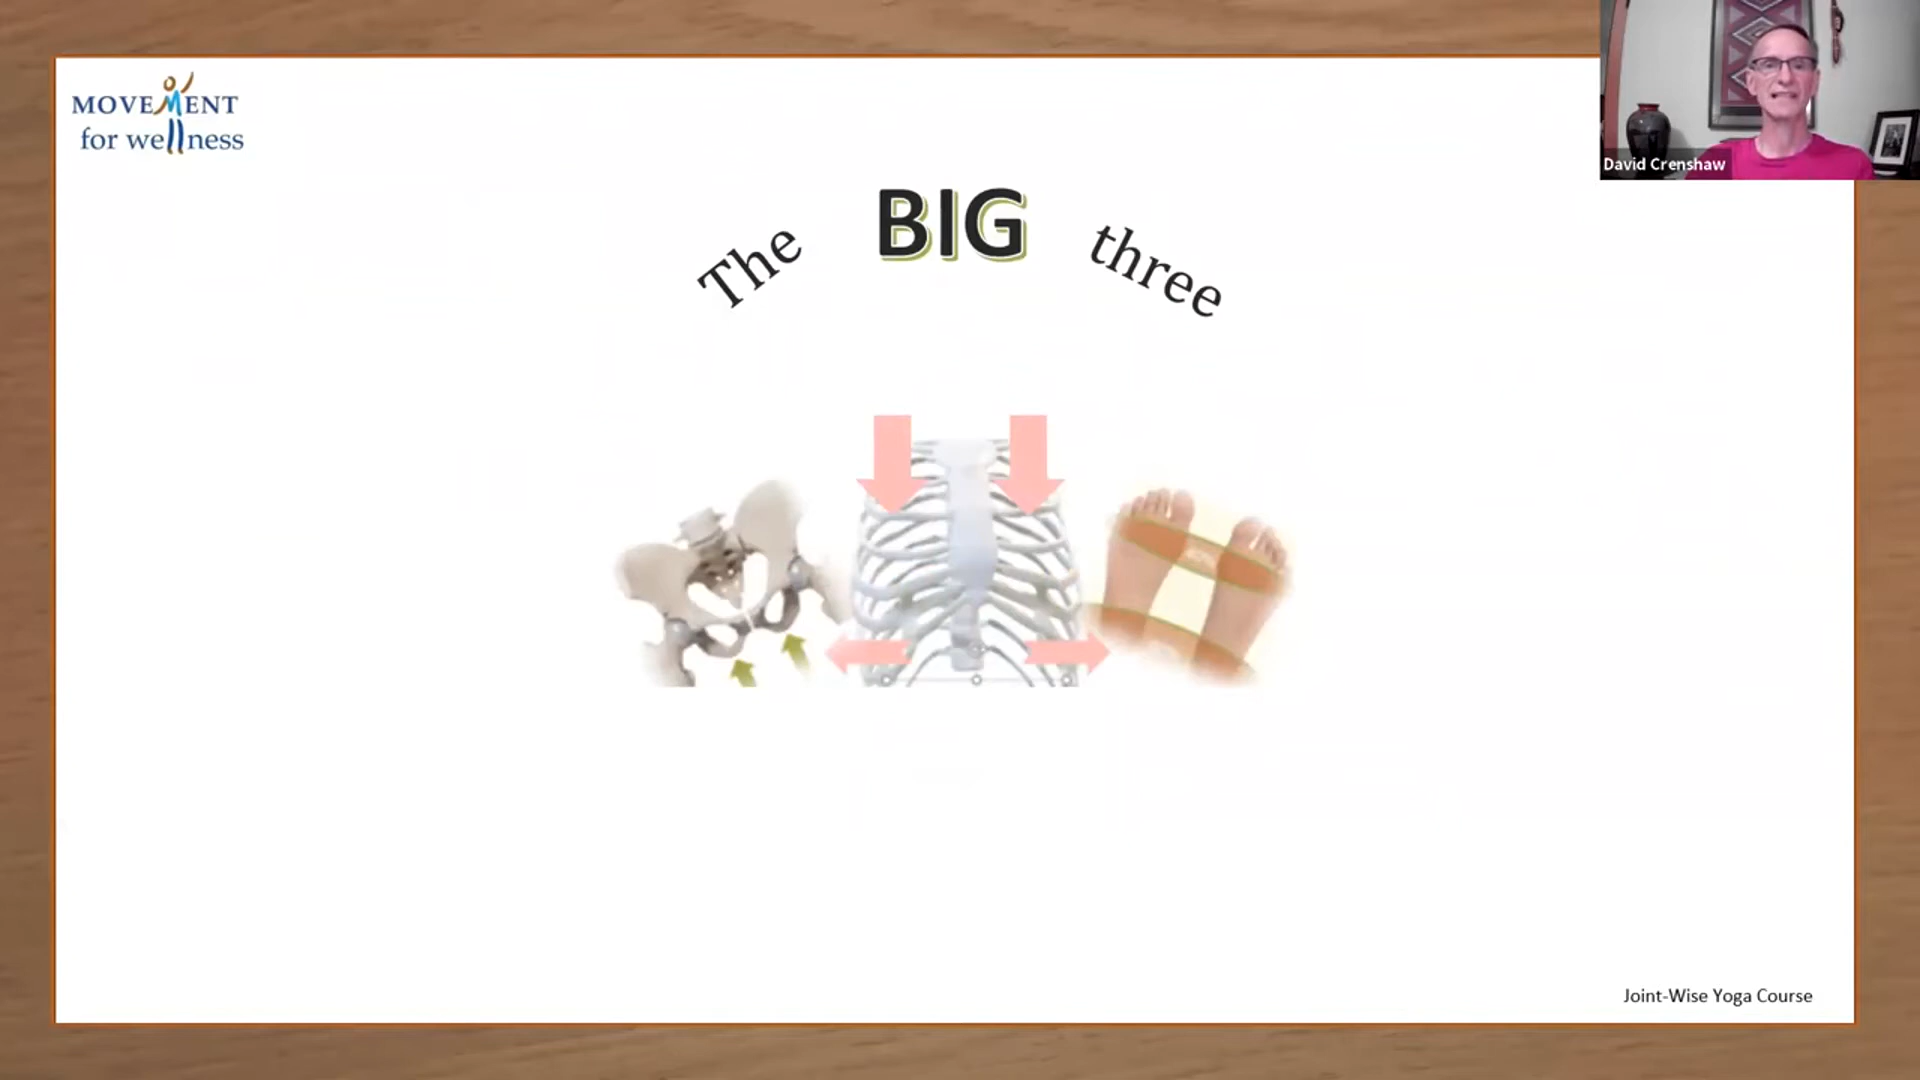 MOVEMENT
for wellness
David Crenshaw
The BIG three
Joint-Wise Yoga Course